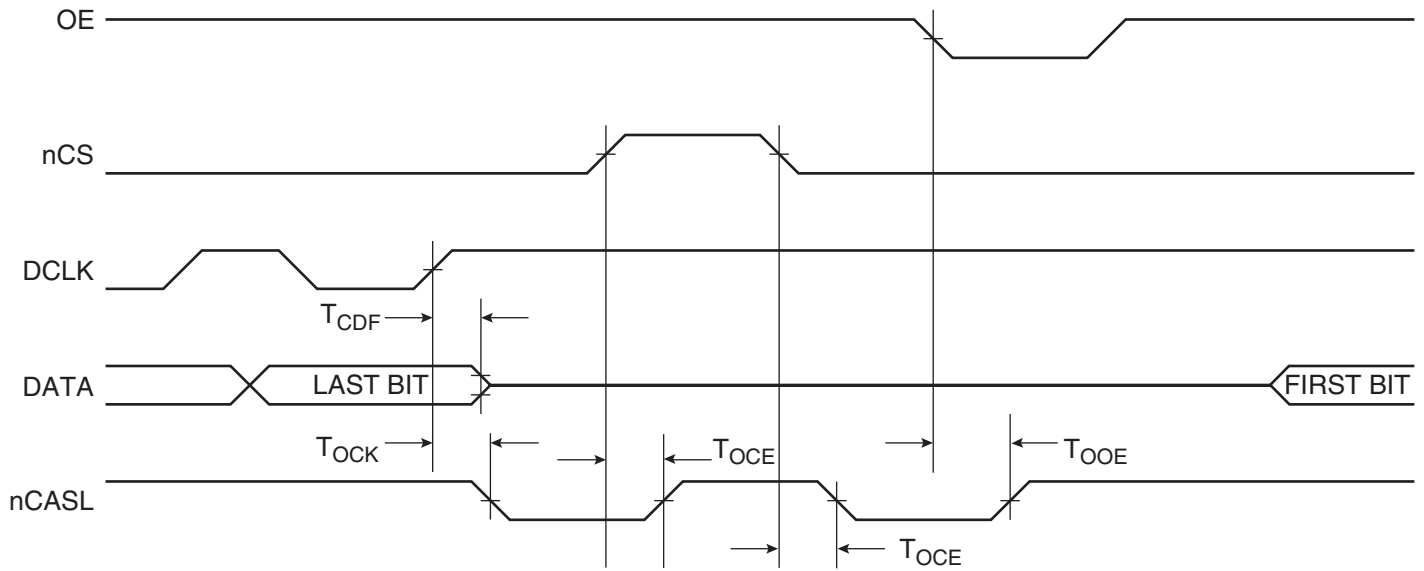 OE
nCS
DCLK
TCDF
DATA
LAST BIT
FIRST BIT
TOCK
TOCE
TOOE
nCASL
TOCE